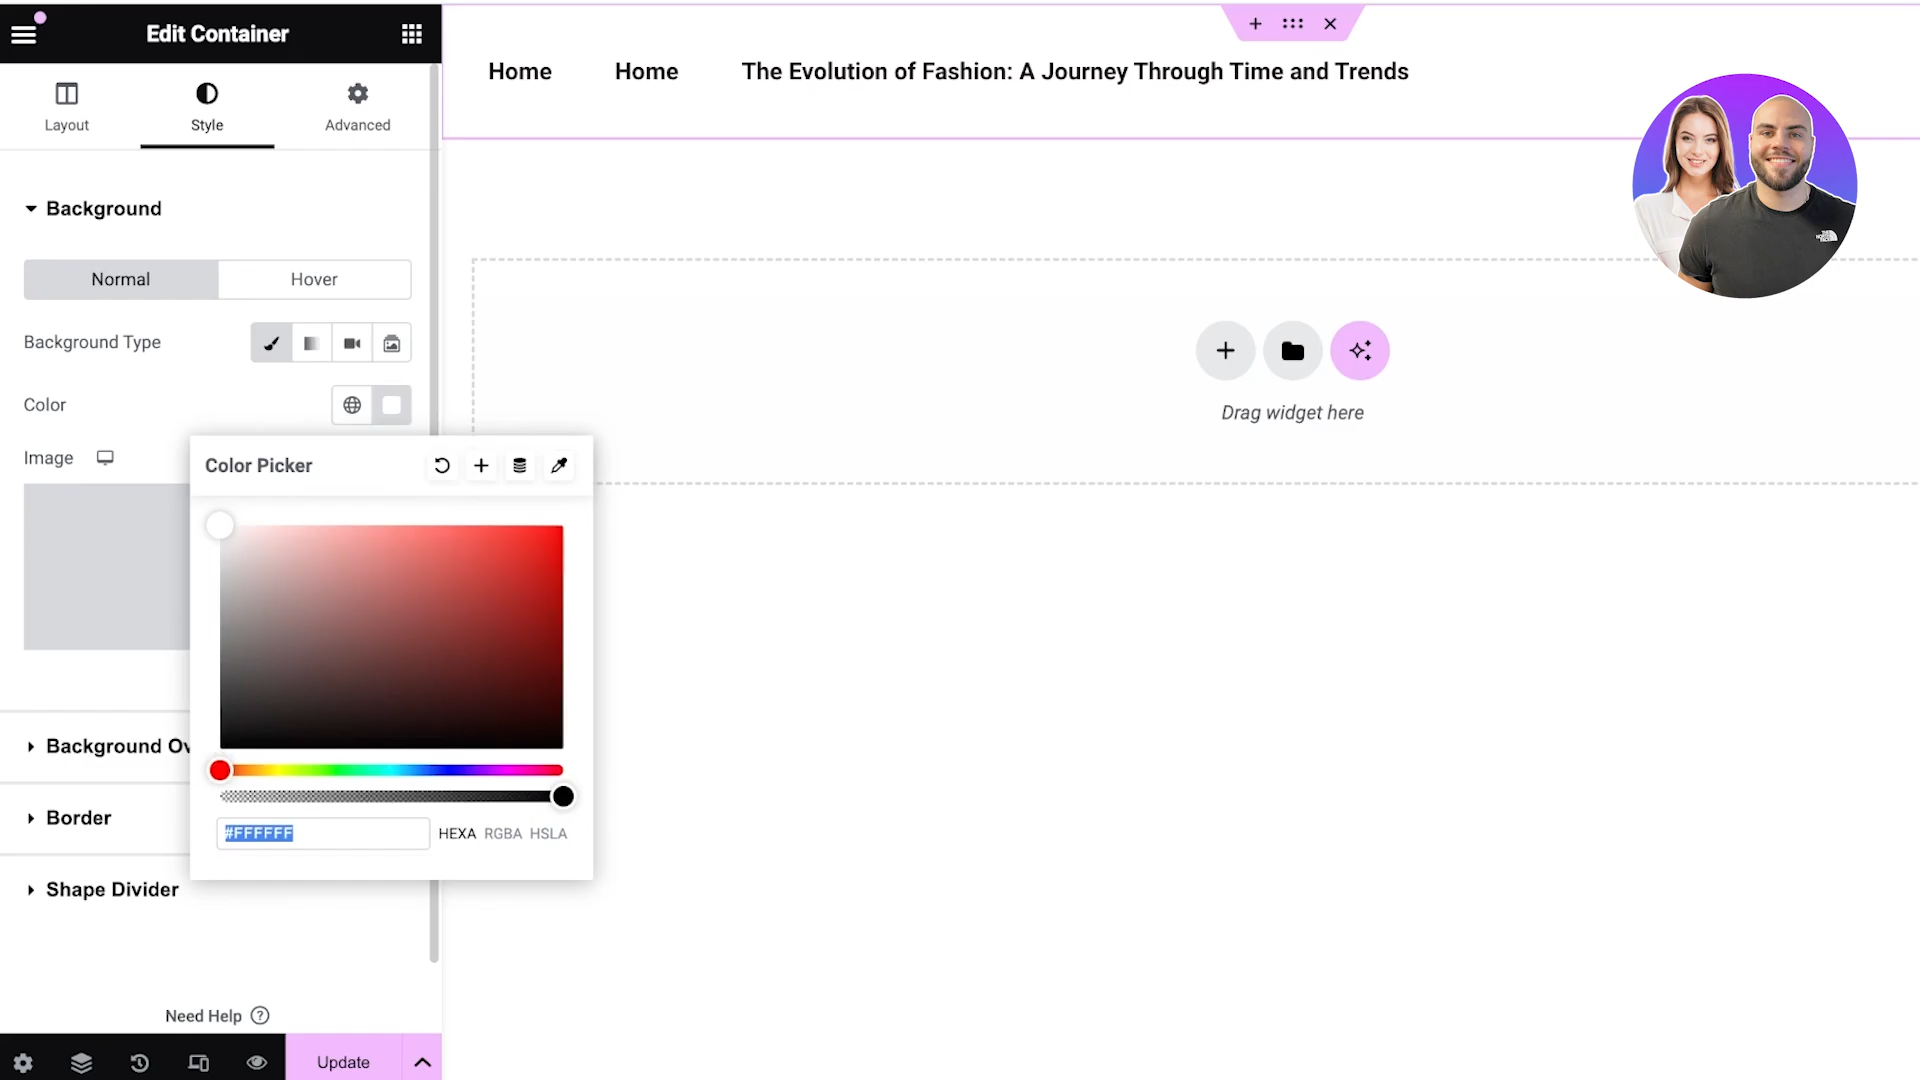 Edit Container
Layout
Style
Advanced
Background
Normal
Hover
Background Type
Color
Image
Color Picker
#FFFFFF
HEXA
RGBA
HSLA
Background Ov
Border
Shape Divider
Need Help
Update
Home
Home
The Evolution of Fashion: A Journey Through Time and Trends
Drag widget here